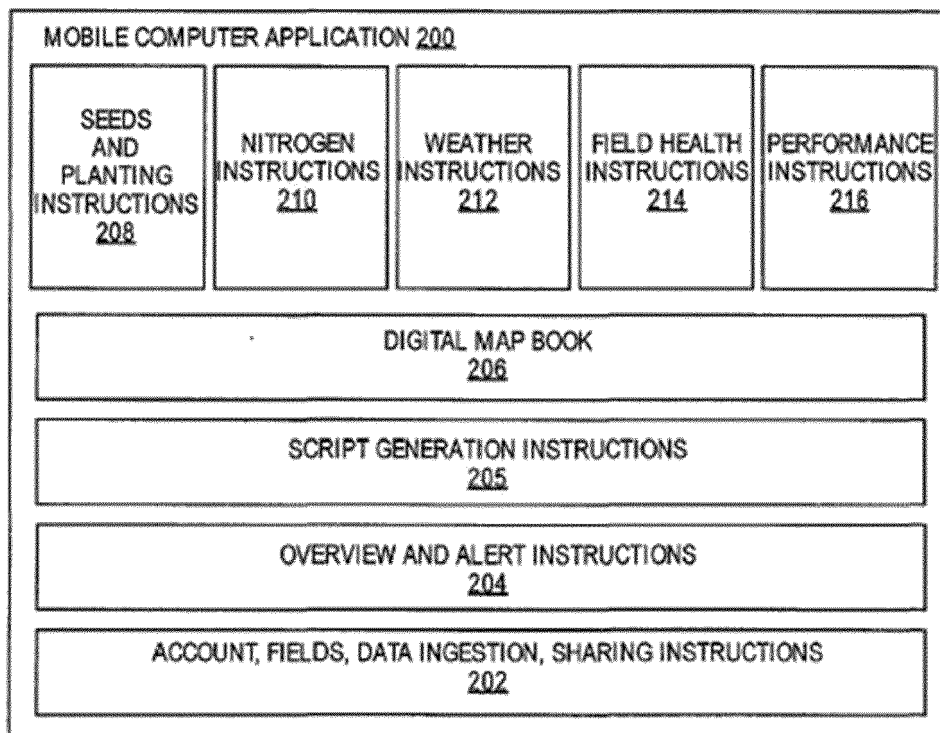 MOBILE COMPUTER APPLICATION 200
SEEDS
AND
PLANTING
INSTRUCTIONS
208
NITROGEN
INSTRUCTIONS
210
WEATHER
INSTRUCTIONS
212
FIELD HEALTH
INSTRUCTIONS
214
PERFORMANCE
INSTRUCTIONS
216
DIGITAL MAP BOOK
206
SCRIPT GENERATION INSTRUCTIONS
205
OVERVIEW AND ALERT INSTRUCTIONS
204
ACCOUNT, FIELDS, DATA INGESTION, SHARING INSTRUCTIONS
202